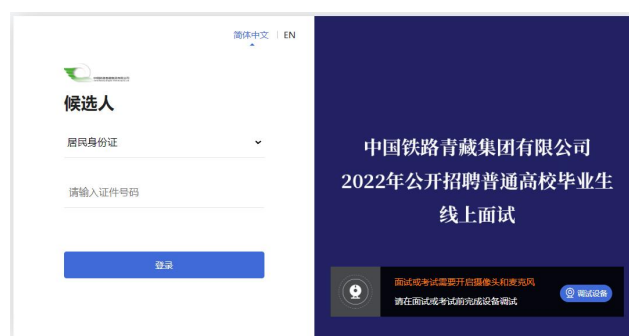 简体中文 | EN
候选人
居民身份证
请输入证件号码
登录
中国铁路青藏集团有限公司
2022年公开招聘普通高校毕业生
线上面试
面试或考试需要开启摄像头和麦克风
请在面试或考试前完成设备调试
调试设备